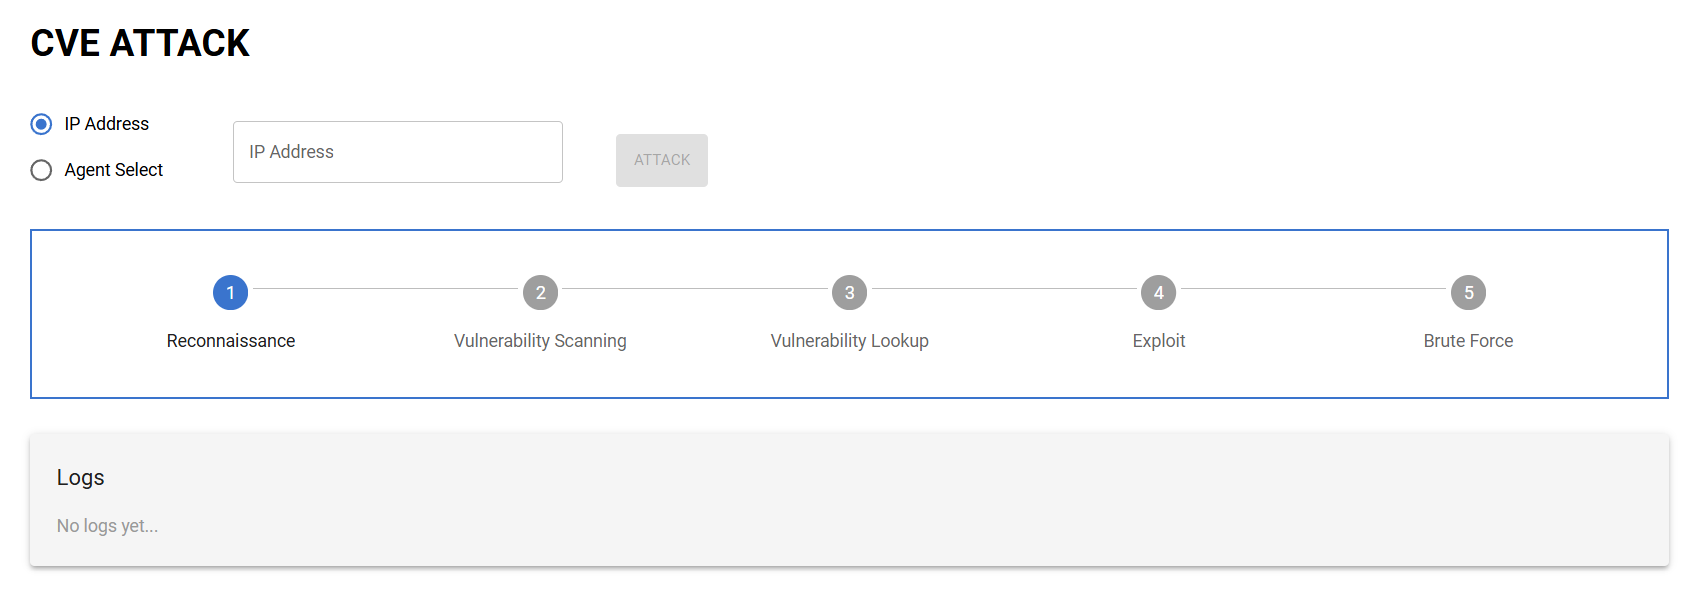 CVE ATTACK
IP Address
Agent Select
IP Address
ATTACK
1
2
3
4
5
Reconnaissance
Vulnerability Scanning
Vulnerability Lookup
Exploit
Brute Force
Logs
No logs yet...